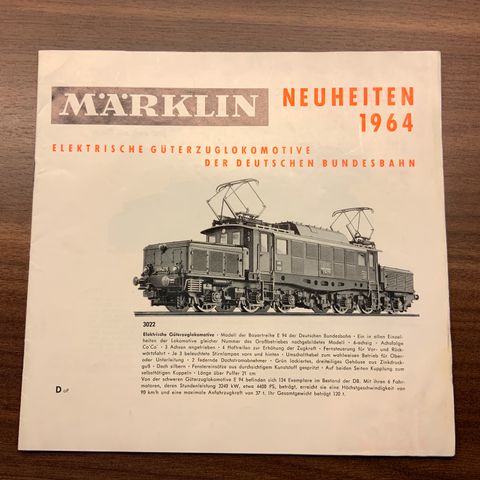 MÄRKLIN
NEUHEITEN
1964
ELEKTRISCHE GÜTERZUGLOKOMOTIVE
DER DEUTSCHEN BUNDESBAHN
3022
Elektrische Güterzuglokomotive • Modell der Baureihe E 94 der Deutschen Bundesbahn • Ein in allen Einzel-
heiten der Lokomotive gleicher Nummer des Großbetriebes nachgebildetes Modell • 6-achsig • Achsfolge
Co'Co' • 3 Achsen angetrieben • 4 Haftreifen zur Erhöhung der Zugkraft • Fernsteuerung für Vor- und Rück-
wärtsfahrt • Je 3 beleuchtete Stirnlampen vorn und hinten • Umschalthebel zum wahlweisen Betrieb für Ober-
oder Unterleitung • 2 federnde Dachstromabnehmer • Grün lackiertes, dreiteiliges Gehäuse aus Zinkdruck-
guß • Dach silbern • Fenstereinsätze aus durchsichtigem Kunststoff gespritzt • Auf beiden Seiten Kupplung zum
selbsttätigen Kuppeln • Länge über Puffer 21 cm
Von der schweren Güterzuglokomotive E 94 befinden sich 124 Exemplare im Bestand der DB. Mit ihren 6 Fahr-
motoren, deren Stundenleistung 3240 kW, etwa 4400 PS, beträgt, erreicht sie eine Höchstgeschwindigkeit von
90 km/h und eine maximale Anfahrzugkraft von 37 t. Ihr Gesamtgewicht beträgt 120 t.
D